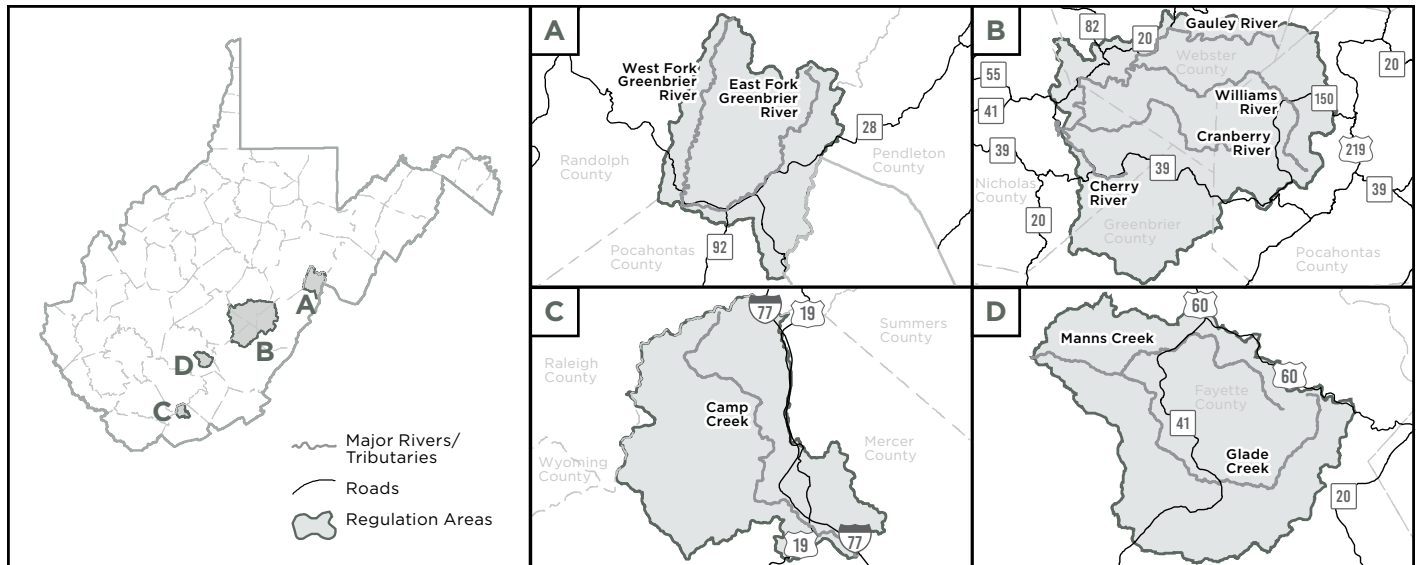 A
B
D
C
Major Rivers/
Tributaries
Roads
Regulation Areas
A
West Fork
Greenbrier
River
East Fork
Greenbrier
River
28
Randolph
County
Pendleton
County
92
Pocahontas
County
B
82
20
Gauley River
Webster
County
20
55
Williams
River
150
41
Cranberry
River
39
39
219
Nicholas
County
Cherry
River
39
20
Greenbrier
County
Pocahontas
County
C
77
19
Summers
County
Raleigh
County
Camp
Creek
Mercer
County
Wyoming
County
19
77
D
60
Manns Creek
60
Fayette
County
41
Glade
Creek
20